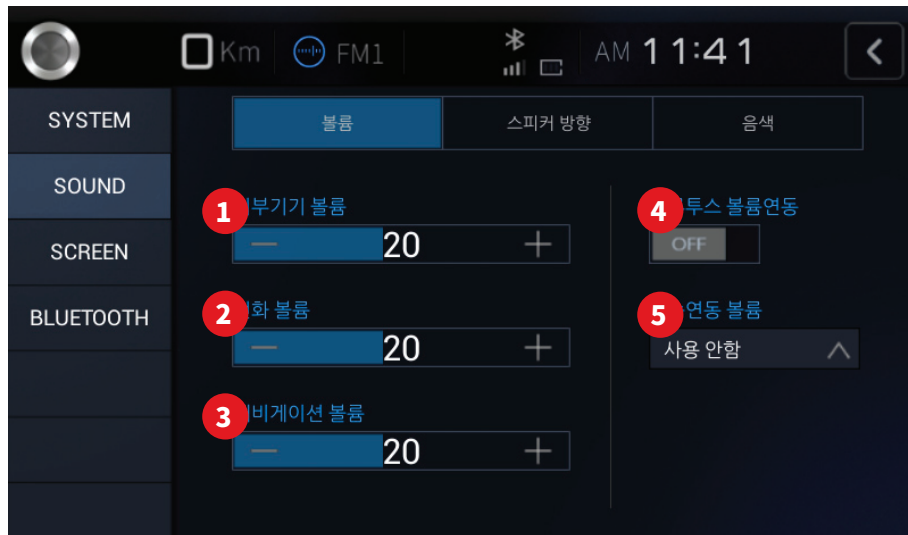 0 Km FM1 AM 11:41
SYSTEM
SOUND
SCREEN
BLUETOOTH
볼륨 스피커 방향 음색
1 부기기 볼륨
− 20 +
2 화 볼륨
− 20 +
3 비게이션 볼륨
− 20 +
4 투스 볼륨연동
OFF
5 연동 볼륨
사용 안함